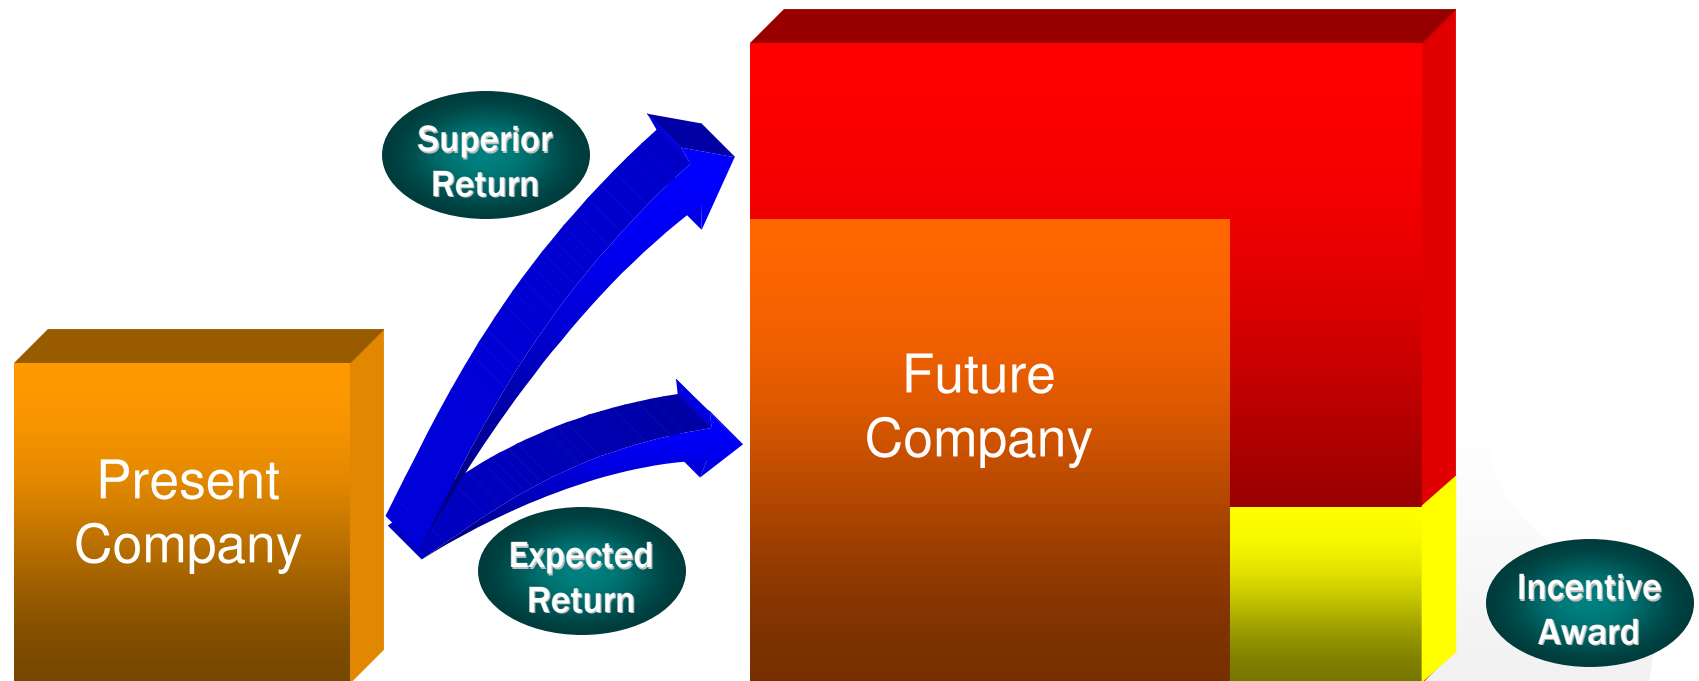 Superior
Return
Present
Company
Expected
Return
Future
Company
Incentive
Award